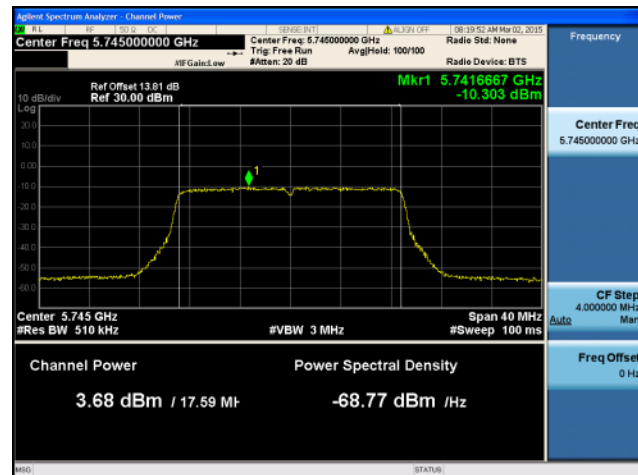 Agilent Spectrum Analyzer - Channel Power
RL RF 50 Ω DC SENSE:INT ALIGN OFF 08:19:52 AM Mar 02, 2015
Center Freq 5.745000000 GHz
Center Freq: 5.745000000 GHz
Radio Std: None
Trig: Free Run Avg|Hold: 100/100
#IFGain:Low #Atten: 20 dB Radio Device: BTS
Frequency
Mkr1 5.7416667 GHz
-10.303 dBm
Ref Offset 13.81 dB
10 dB/div Ref 30.00 dBm
Log
20.0
10.0
0.00
-10.0
-20.0
-30.0
-40.0
-50.0
-60.0
1
Center 5.745 GHz Span 40 MHz
#Res BW 510 kHz #VBW 3 MHz #Sweep 100 ms
Channel Power Power Spectral Density
3.68 dBm / 17.59 MH -68.77 dBm /Hz
Center Freq
5.745000000 GHz
CF Step
4.000000 MHz
Auto Man
Freq Offset
0 Hz
MSG STATUS